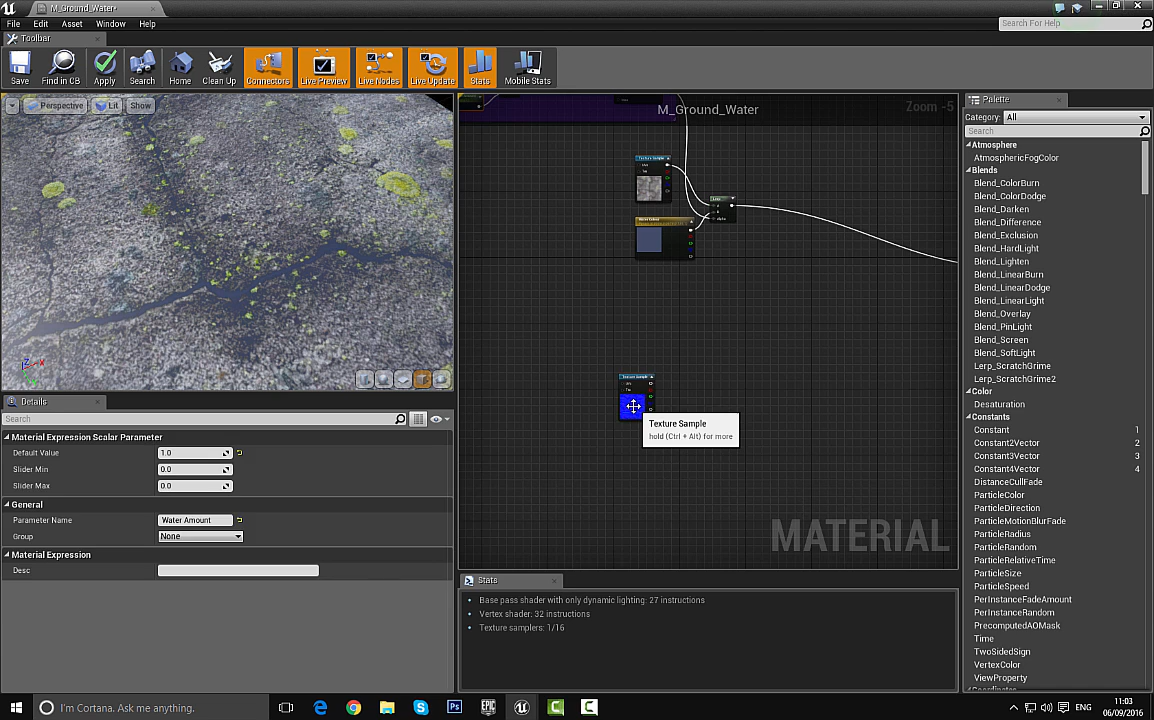 M_Ground_Water*
File Edit Asset Window Help
Search For Help
Toolbar
Save Find in CB Apply Search Home Clean Up Connectors Live Preview Live Nodes Live Update Stats Mobile Stats
Perspective Lit Show
M_Ground_Water
Zoom -5
Texture Sample
Texture Sample
Texture Sample
hold (Ctrl + Alt) for more
MATERIAL
Palette
Category: All
Search
Atmosphere
AtmosphericFogColor
Blends
Blend_ColorBurn
Blend_ColorDodge
Blend_Darken
Blend_Difference
Blend_Exclusion
Blend_HardLight
Blend_Lighten
Blend_LinearBurn
Blend_LinearDodge
Blend_LinearLight
Blend_Overlay
Blend_PinLight
Blend_Screen
Blend_SoftLight
Lerp_ScratchGrime
Lerp_ScratchGrime2
Color
Desaturation
Constants
Constant 1
Constant2Vector 2
Constant3Vector 3
Constant4Vector 4
DistanceCullFade
ParticleColor
ParticleDirection
ParticleMotionBlurFade
ParticleRadius
ParticleRandom
ParticleRelativeTime
ParticleSize
ParticleSpeed
PerInstanceFadeAmount
PerInstanceRandom
PrecomputedAOMask
Time
TwoSidedSign
VertexColor
ViewProperty
Coordinates
Details
Search
Material Expression Scalar Parameter
Default Value 1.0
Slider Min 0.0
Slider Max 0.0
General
Parameter Name Water Amount
Group None
Material Expression
Desc
Stats
Base pass shader with only dynamic lighting: 27 instructions
Vertex shader: 32 instructions
Texture samplers: 1/16
I'm Cortana. Ask me anything.
ENG
11:03
06/09/2016